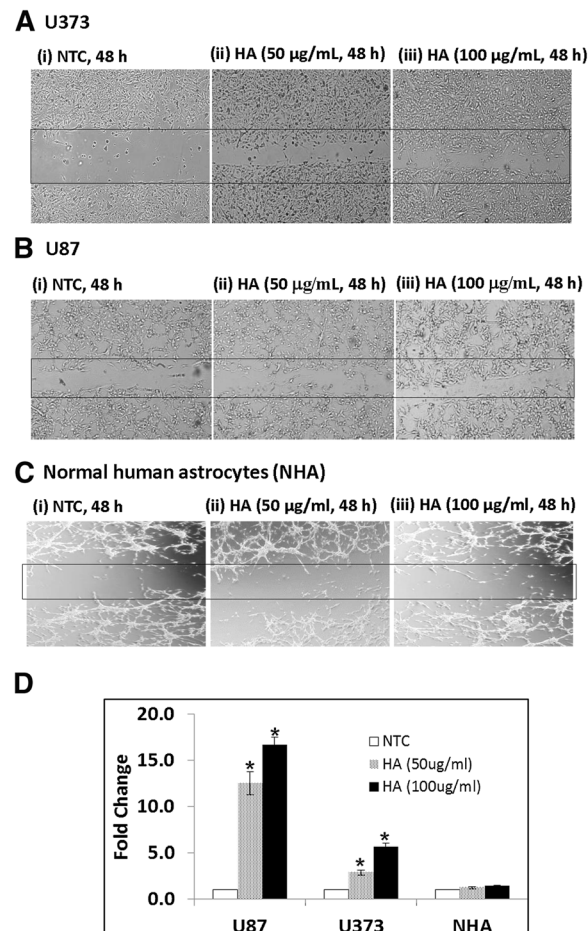 A U373
(i) NTC, 48 h (ii) HA (50 µg/mL, 48 h) (iii) HA (100 µg/mL, 48 h)
B U87
(i) NTC, 48 h (ii) HA (50 µg/mL, 48 h) (iii) HA (100 µg/mL, 48 h)
C Normal human astrocytes (NHA)
(i) NTC, 48 h (ii) HA (50 µg/ml, 48 h) (iii) HA (100 µg/ml, 48 h)
D
Fold Change
20.0
15.0
10.0
5.0
0.0
* * * *
NTC
HA (50ug/ml)
HA (100ug/ml)
U87 U373 NHA